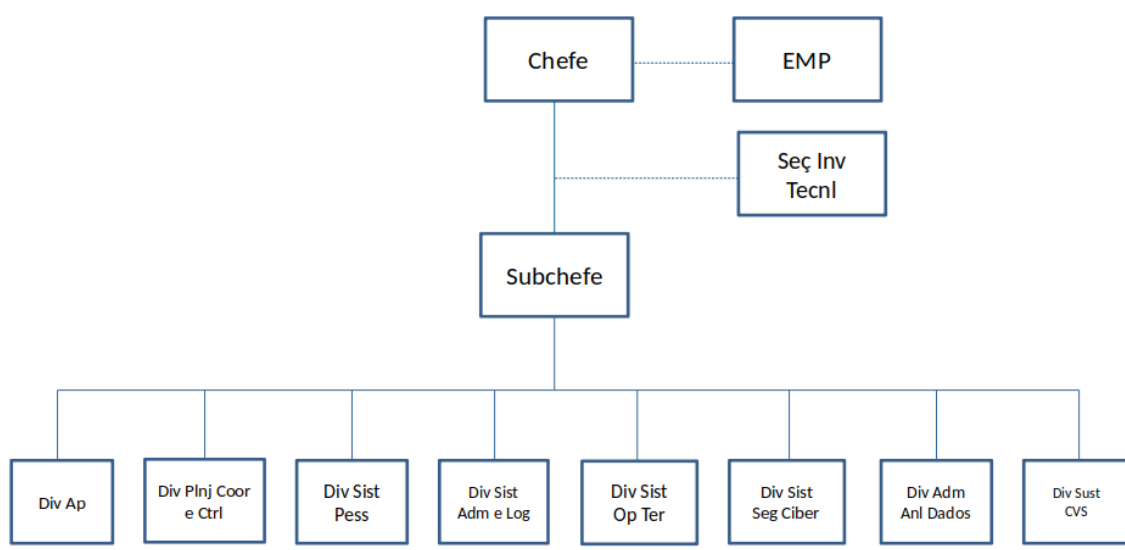 Chefe
EMP
Seç Inv
Tecnl
Subchefe
Div Ap
Div Plnj Coor
e Ctrl
Div Sist
Pess
Div Sist
Adm e Log
Div Sist
Op Ter
Div Sist
Seg Ciber
Div Adm
Anl Dados
Div Sust
CVS